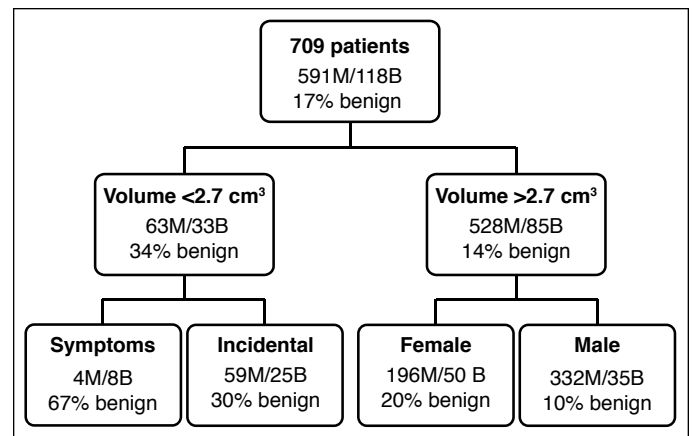 709 patients
591M/118B
17% benign
Volume <2.7 cm³
63M/33B
34% benign
Volume >2.7 cm³
528M/85B
14% benign
Symptoms
4M/8B
67% benign
Incidental
59M/25B
30% benign
Female
196M/50 B
20% benign
Male
332M/35B
10% benign